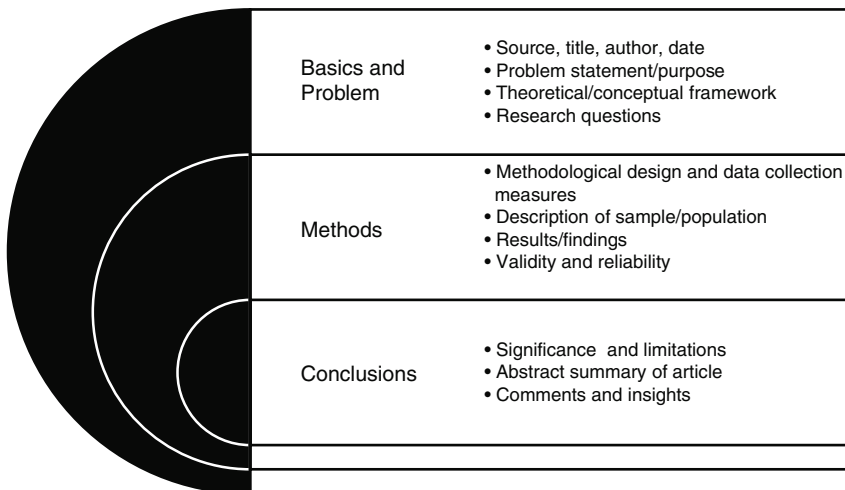 Basics and
Problem
• Source, title, author, date
• Problem statement/purpose
• Theoretical/conceptual framework
• Research questions
Methods
• Methodological design and data collection
measures
• Description of sample/population
• Results/findings
• Validity and reliability
Conclusions
• Significance and limitations
• Abstract summary of article
• Comments and insights